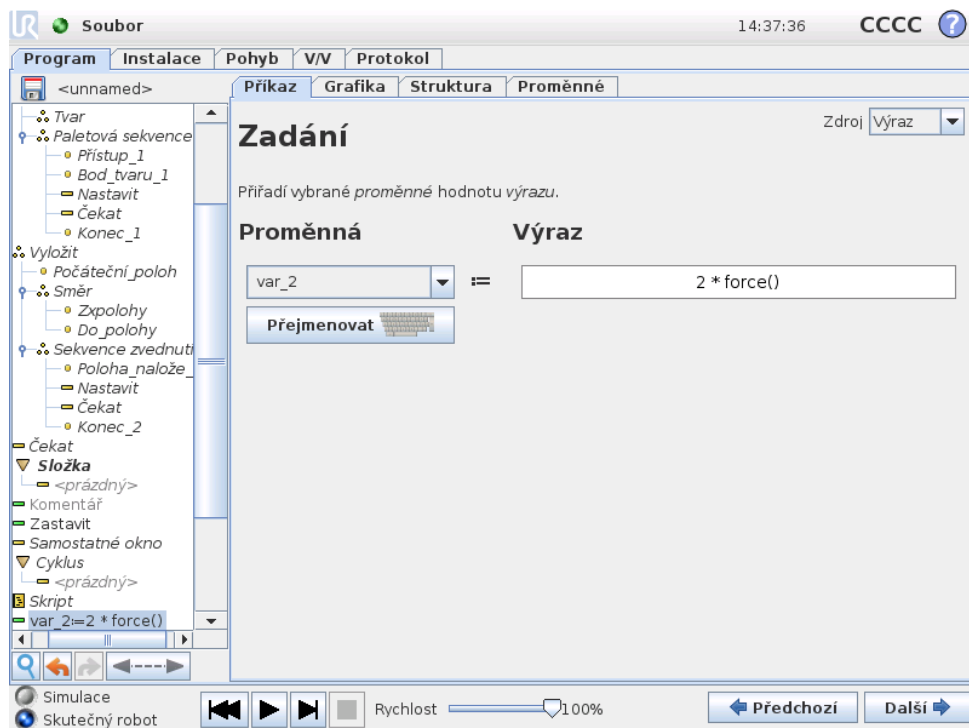 UR Soubor 14:37:36 CCCC ?
Program Instalace Pohyb V/V Protokol
<unnamed>
Příkaz Grafika Struktura Proměnné
Tvar
Paletová sekvence
Přístup_1
Bod_tvaru_1
Nastavit
Čekat
Konec_1
Vyložit
Počáteční_poloh
Směr
Zxpolohy
Do_polohy
Sekvence zvednutí
Poloha_nalože_
Nastavit
Čekat
Konec_2
Čekat
Složka
<prázdný>
Komentář
Zastavit
Samostatné okno
Cyklus
<prázdný>
Skript
var_2:=2 * force()
Zadání
Zdroj Výraz
Přiřadí vybrané proměnné hodnotu výrazu.
Proměnná Výraz
var_2 := 2 * force()
Přejmenovat
Simulace
Skutečný robot
Rychlost 100%
Předchozí Další